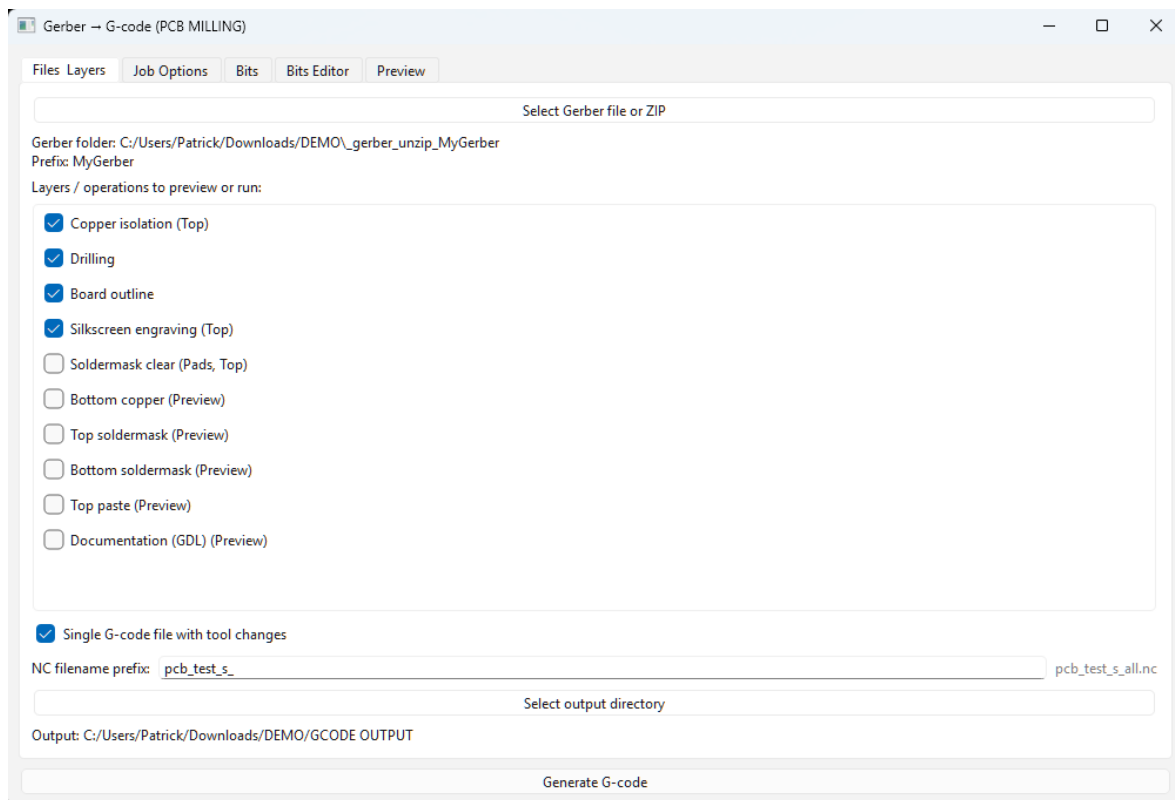 Gerber → G-code (PCB MILLING)
Files Layers Job Options Bits Bits Editor Preview
Select Gerber file or ZIP
Gerber folder: C:/Users/Patrick/Downloads/DEMO\_gerber_unzip_MyGerber
Prefix: MyGerber
Layers / operations to preview or run:
Copper isolation (Top)
Drilling
Board outline
Silkscreen engraving (Top)
Soldermask clear (Pads, Top)
Bottom copper (Preview)
Top soldermask (Preview)
Bottom soldermask (Preview)
Top paste (Preview)
Documentation (GDL) (Preview)
Single G-code file with tool changes
NC filename prefix: pcb_test_s_ pcb_test_s_all.nc
Select output directory
Output: C:/Users/Patrick/Downloads/DEMO/GCODE OUTPUT
Generate G-code